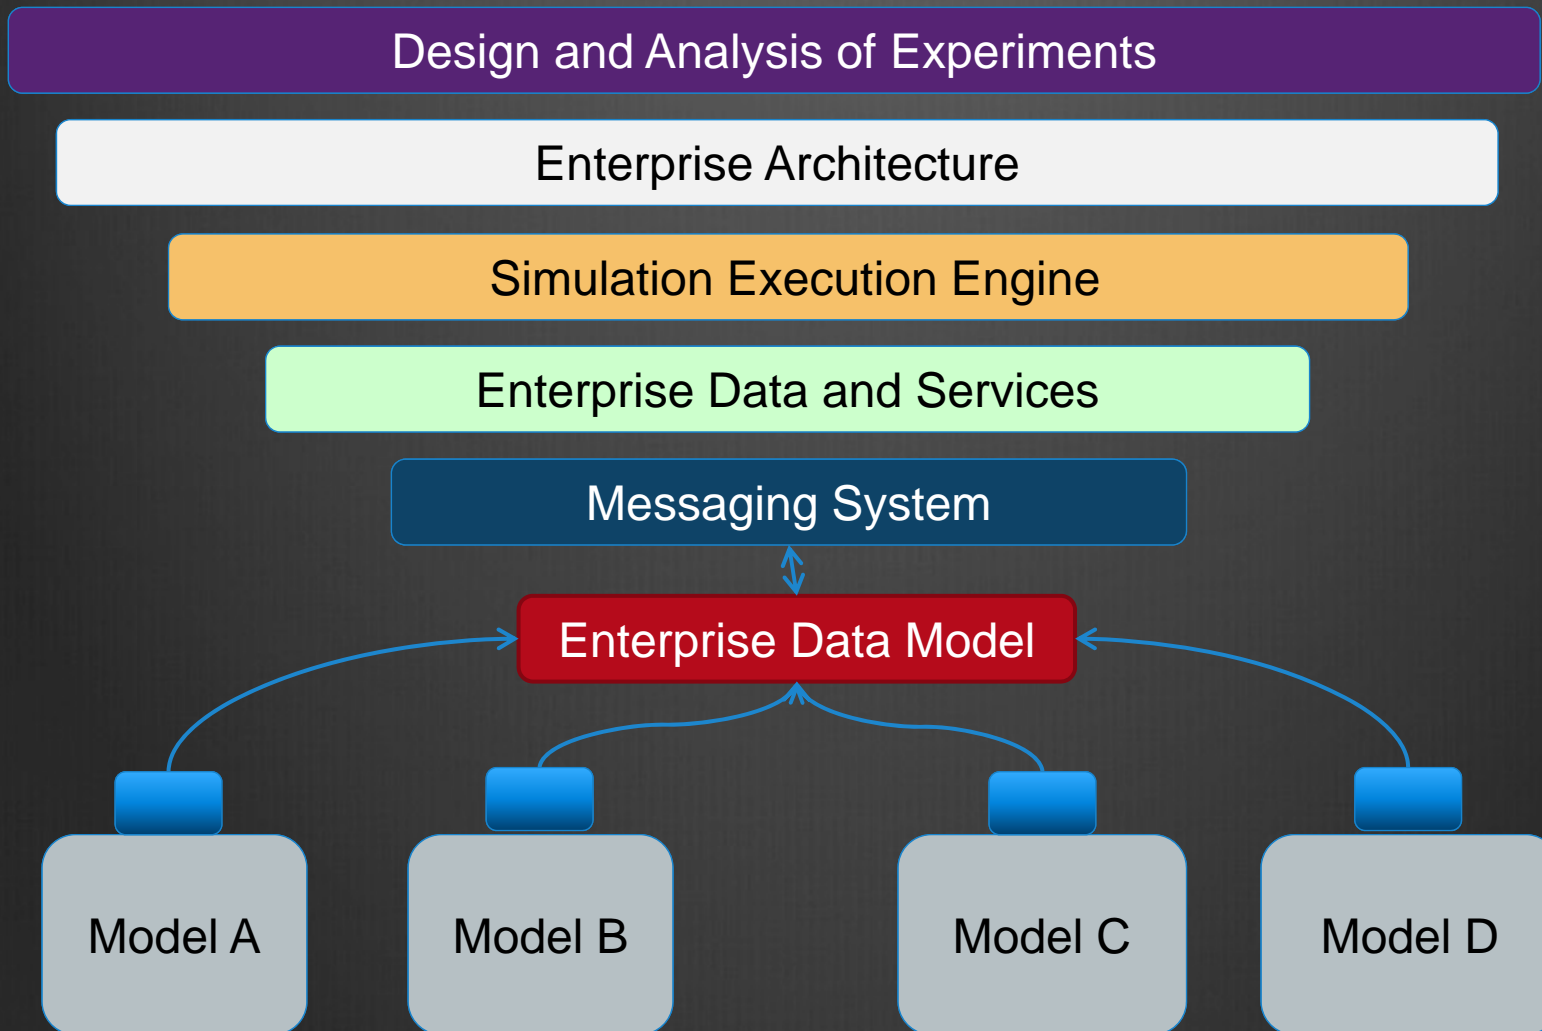 Design and Analysis of Experiments
Enterprise Architecture
Simulation Execution Engine
Enterprise Data and Services
Messaging System
Enterprise Data Model
Model A
Model B
Model C
Model D